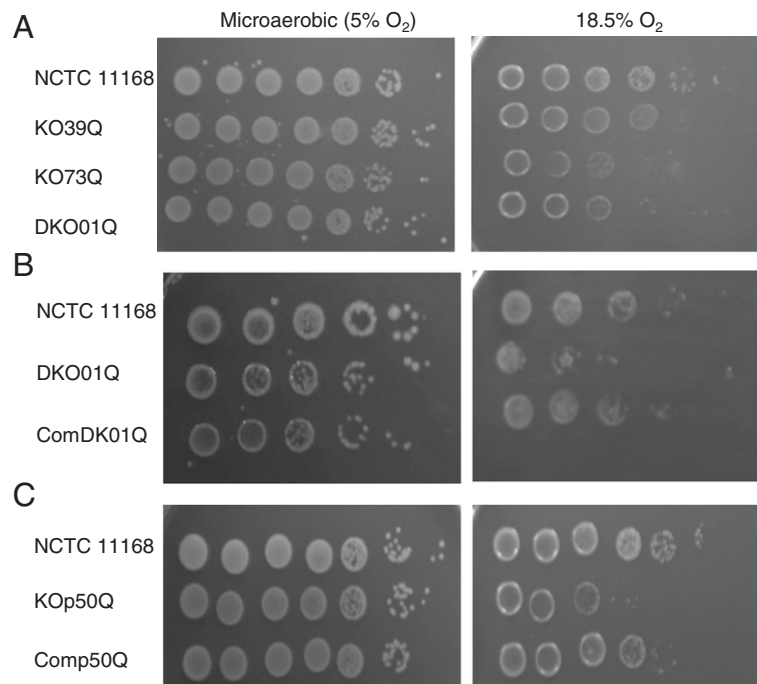 Microaerobic (5% O₂) 18.5% O₂
A
NCTC 11168
KO39Q
KO73Q
DKO01Q
B
NCTC 11168
DKO01Q
ComDK01Q
C
NCTC 11168
KOp50Q
Comp50Q